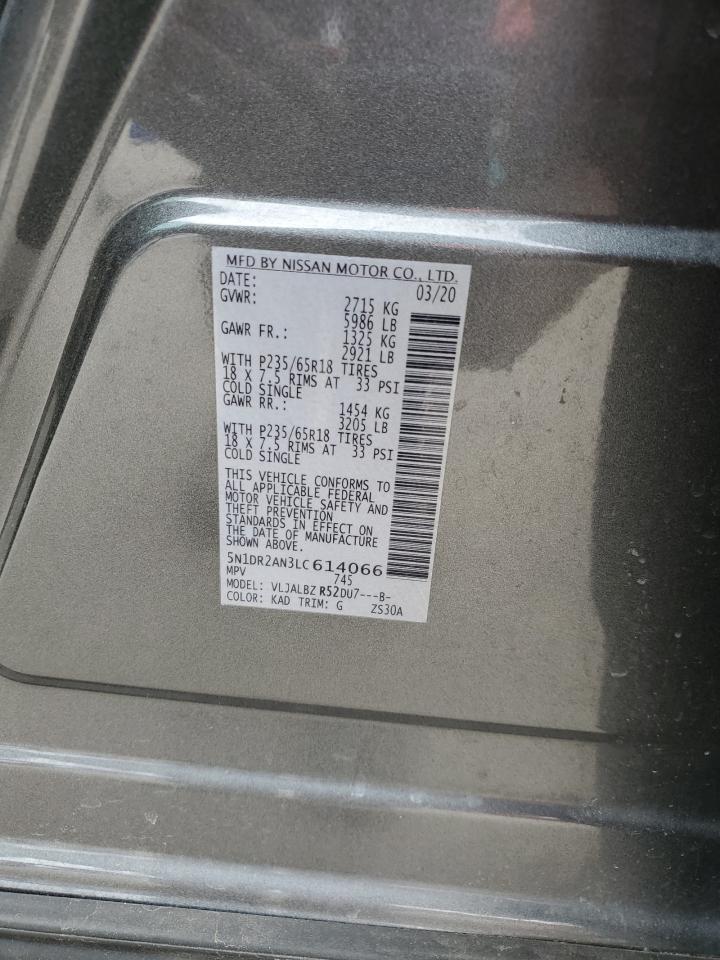 MFD BY NISSAN MOTOR CO., LTD.
DATE: 03/20
GVWR: 2715 KG
5986 LB
GAWR FR.: 1325 KG
2921 LB
WITH P235/65R18 TIRES
18 X 7.5 RIMS AT 33 PSI
COLD SINGLE
GAWR RR.: 1454 KG
3205 LB
WITH P235/65R18 TIRES
18 X 7.5 RIMS AT 33 PSI
COLD SINGLE
THIS VEHICLE CONFORMS TO
ALL APPLICABLE FEDERAL
MOTOR VEHICLE SAFETY AND
THEFT PREVENTION
STANDARDS IN EFFECT ON
THE DATE OF MANUFACTURE
SHOWN ABOVE.
5N1DR2AN3LC614066
MPV 745
MODEL: VLJALBZ R52DU7---B-
COLOR: KAD TRIM: G ZS30A